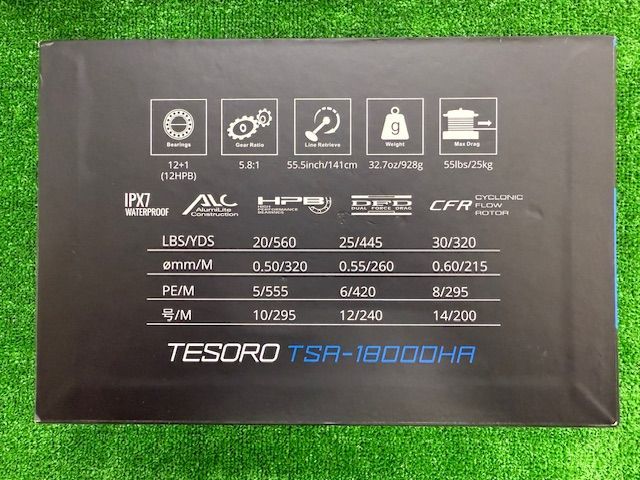 Bearings Gear Ratio Line Retrieve Weight Max Drag
g
12+1 5.8:1 55.5inch/141cm 32.7oz/928g 55lbs/25kg
(12HPB)
IPX7 WATERPROOF
ALC AlumiLite Construction
HPB HIGH PERFORMANCE BEARINGS
DFD DUAL FORCE DRAG
CFR CYCLONIC FLOW ROTOR
LBS/YDS 20/560 25/445 30/320
ømm/M 0.50/320 0.55/260 0.60/215
PE/M 5/555 6/420 8/295
号/M 10/295 12/240 14/200
TESORO TSA-18000HA